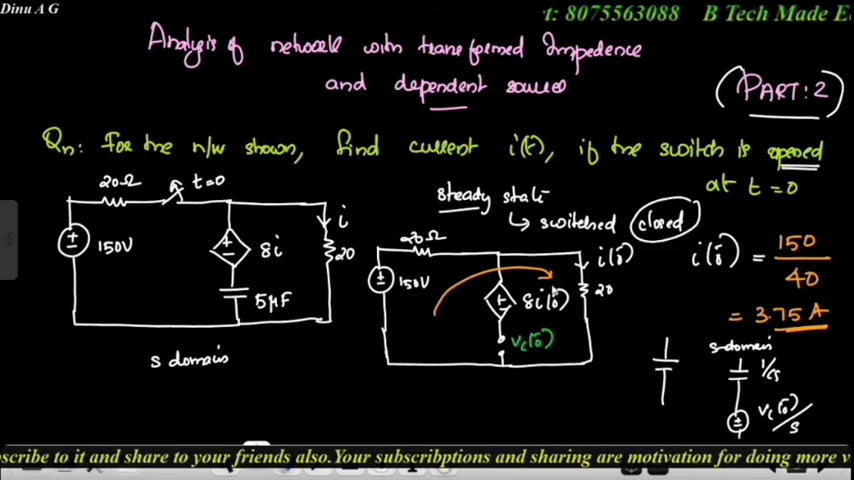 Dinu A G
t: 8075563088 B Tech Made E
Analysis of network with transformed Impedence
and dependent source
(PART:2)
Qn: For the n/w shown, find current i(t), if the switch is opened
at t=0
20Ω t=0
150V
8i
5μF
i
20
s domain
steady state
↳ switched closed
20Ω
150V
8i(0⁻)
Vc(0⁻)
i(0⁻)
20
i(0⁻) = 150/40
= 3.75 A
s-domain
1/cs
Vc(0⁻)/s
scribe to it and share to your friends also.Your subscribptions and sharing are motivation for doing more v